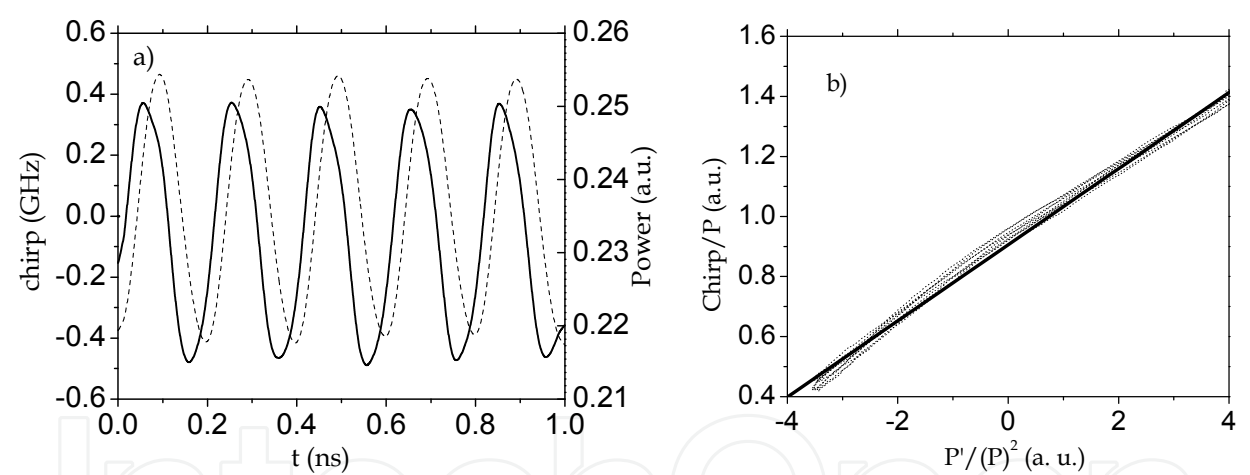 a)
0.6
0.4
0.2
0.0
-0.2
-0.4
-0.6
chirp (GHz)
0.0 0.2 0.4 0.6 0.8 1.0
t (ns)
0.26
0.25
0.24
0.23
0.22
0.21
Power (a.u.)
b)
1.6
1.4
1.2
1.0
0.8
0.6
0.4
Chirp/P (a.u.)
-4 -2 0 2 4
P'/(P)² (a. u.)
IntechOpen